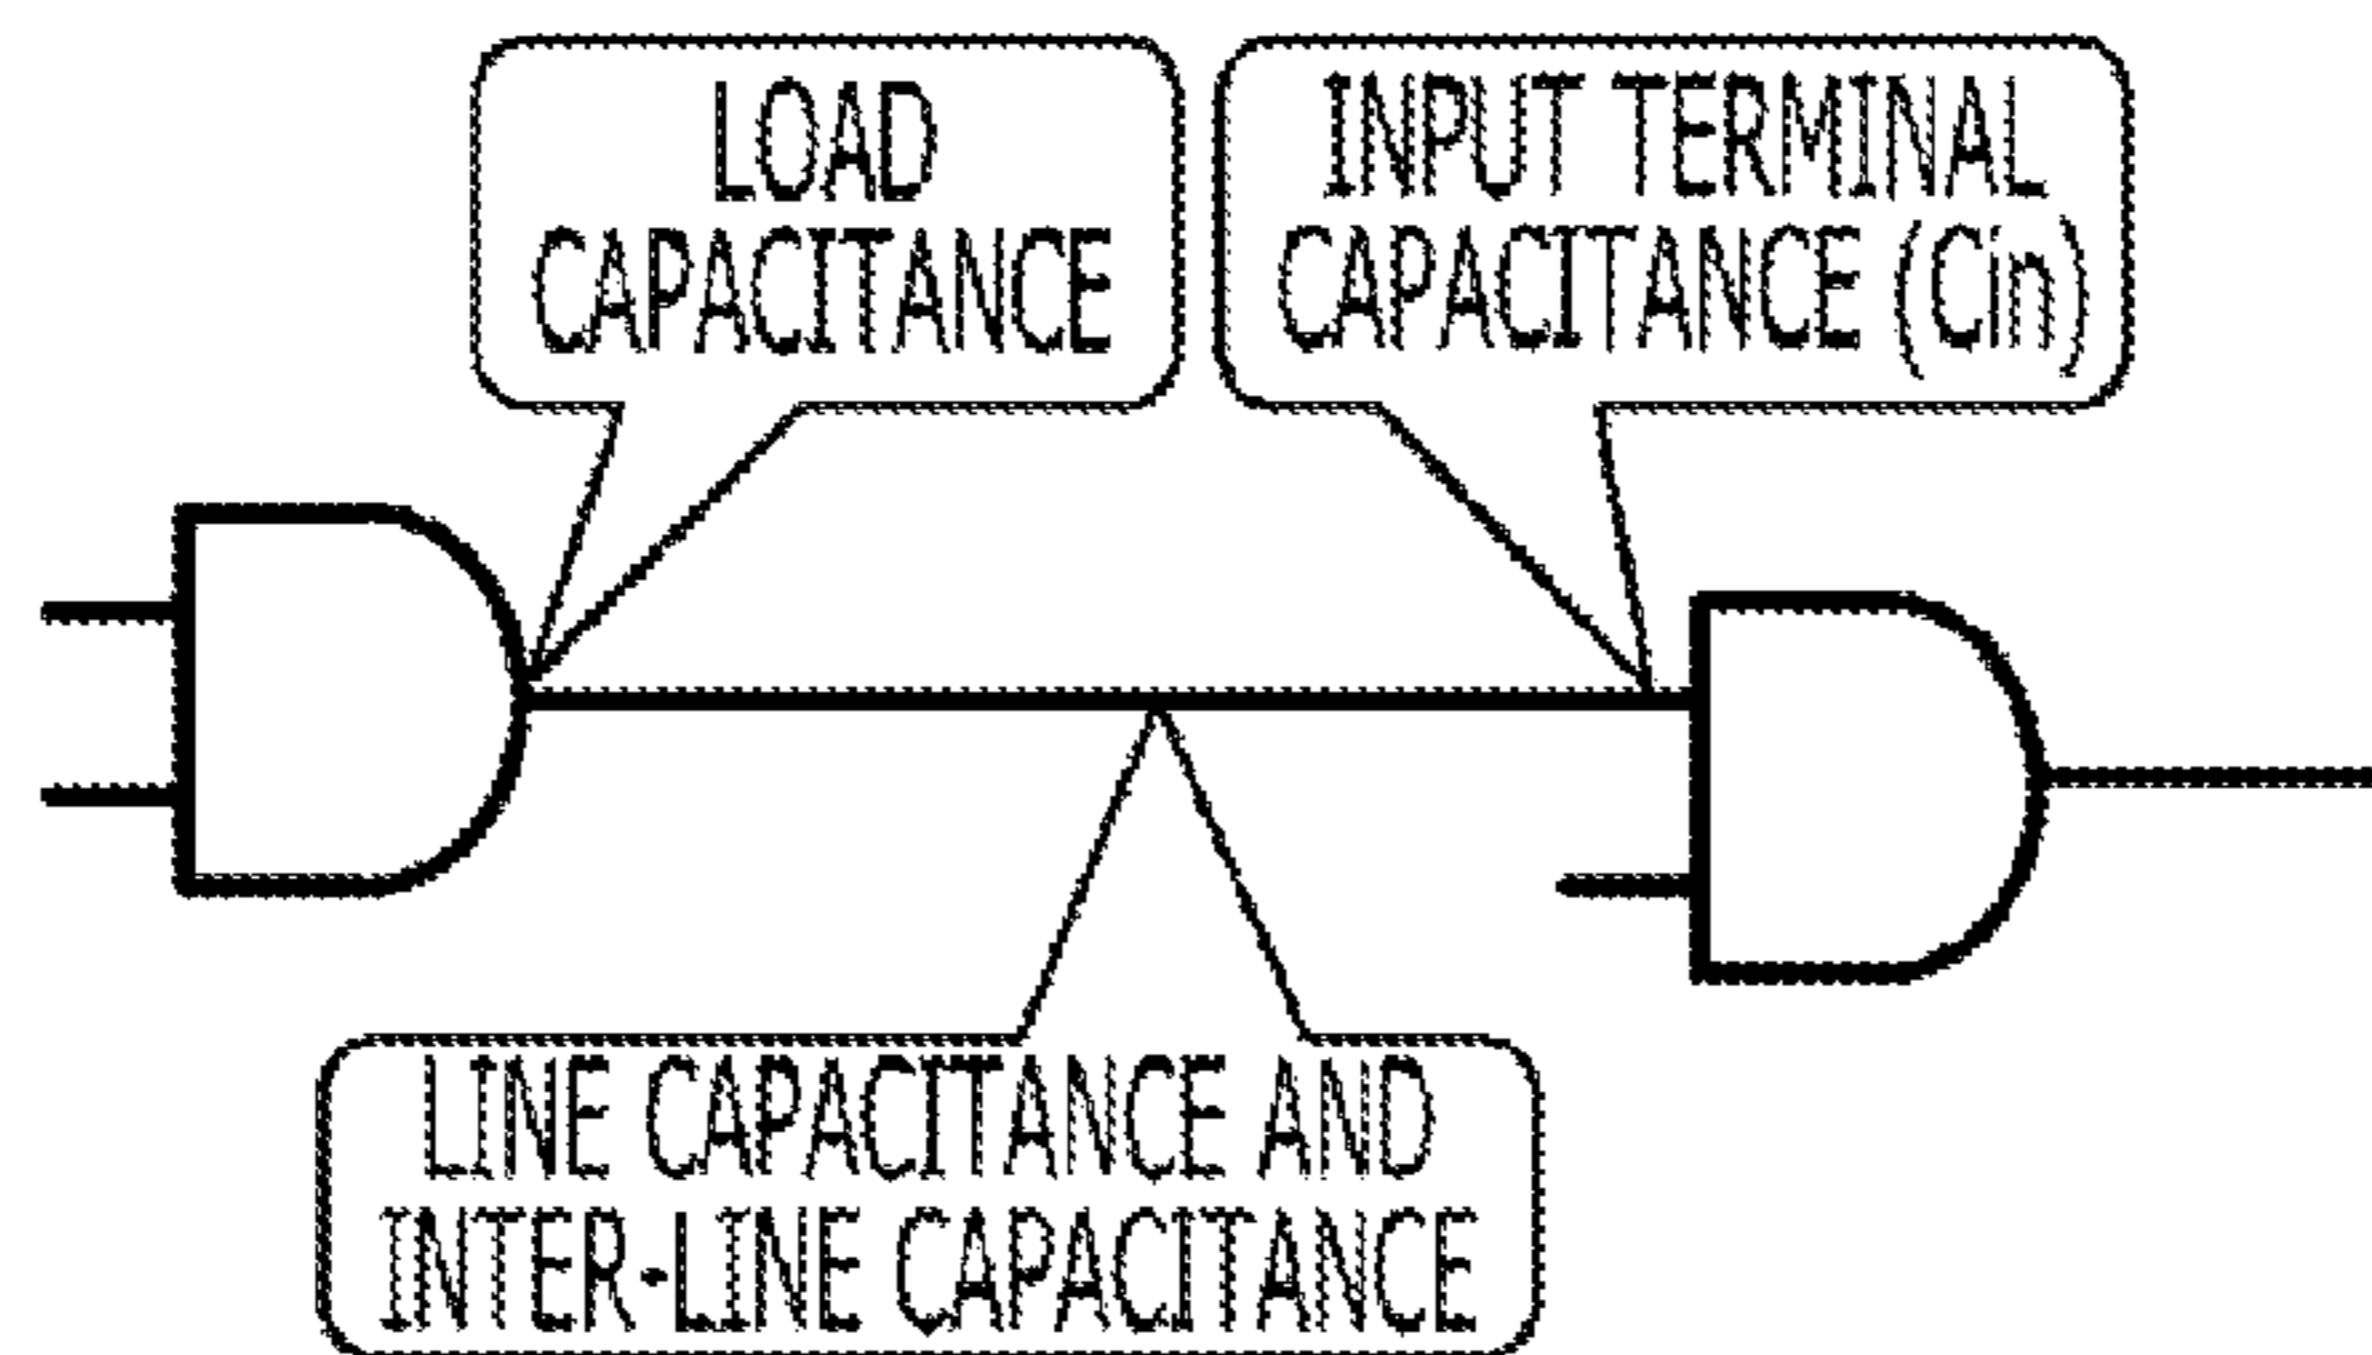 LOAD
CAPACITANCE
INPUT TERMINAL
CAPACITANCE (Cin)
LINE CAPACITANCE AND
INTER-LINE CAPACITANCE